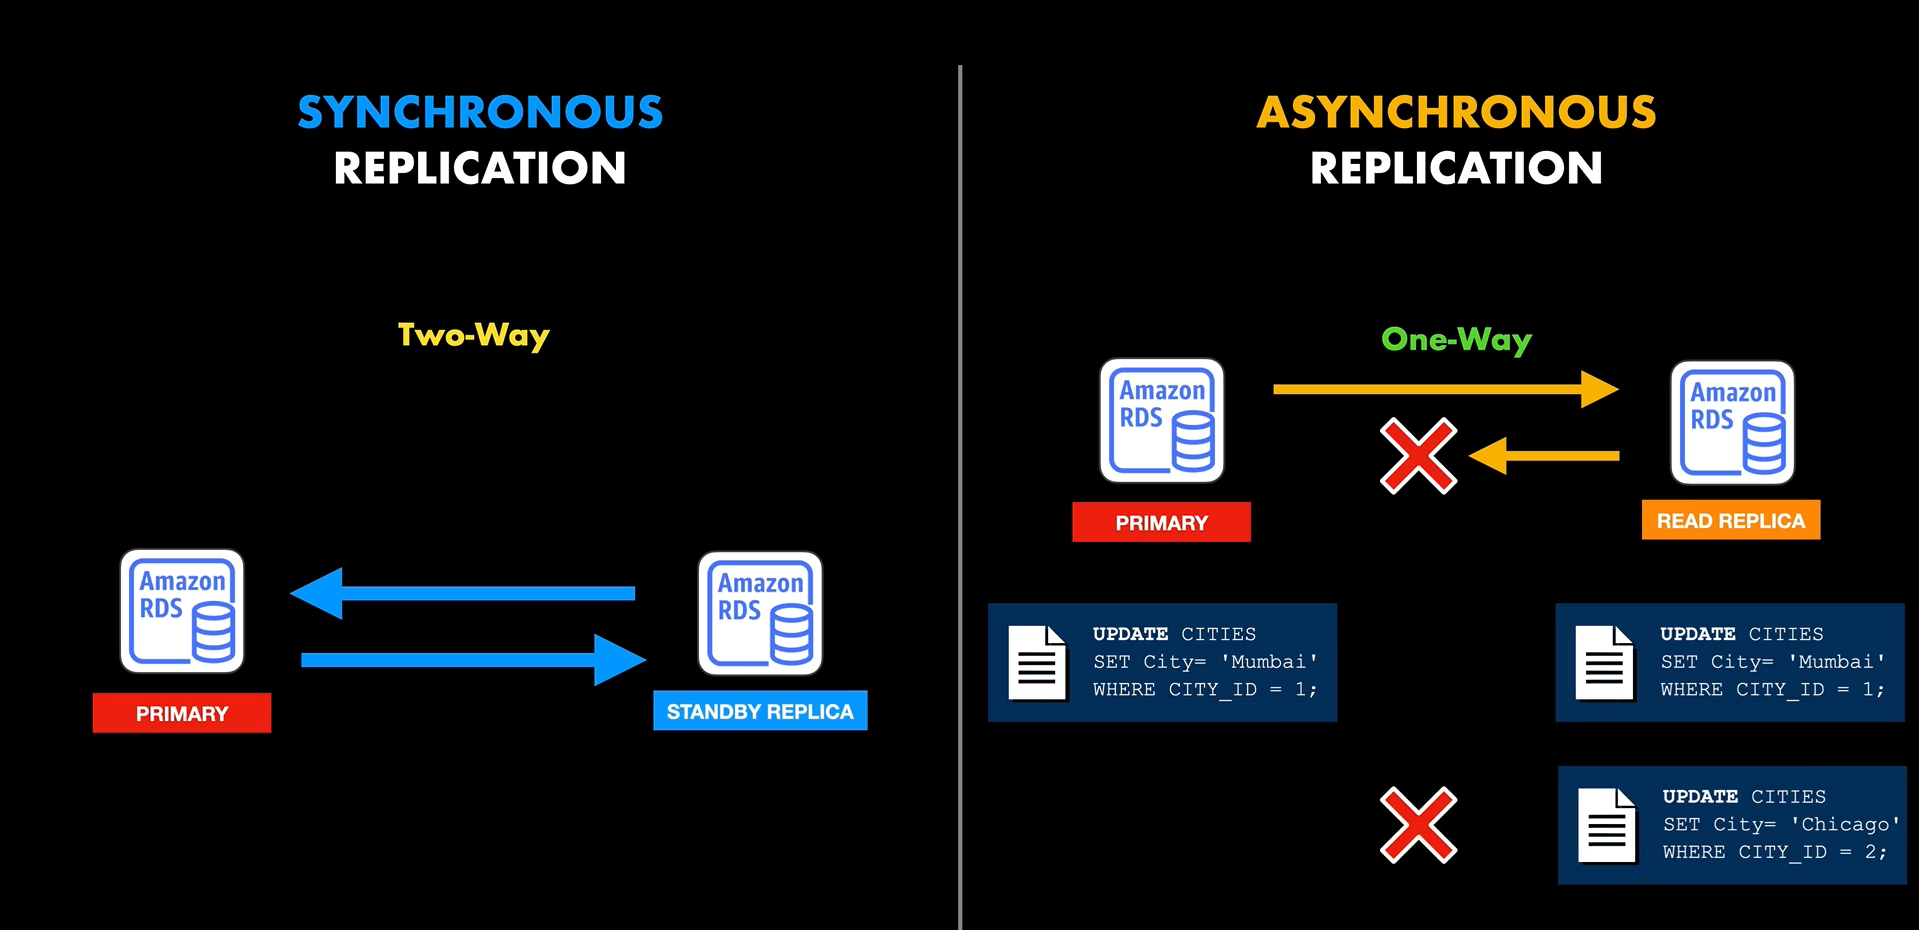 SYNCHRONOUS
REPLICATION
Two-Way
Amazon
RDS
PRIMARY
Amazon
RDS
STANDBY REPLICA
ASYNCHRONOUS
REPLICATION
One-Way
Amazon
RDS
PRIMARY
Amazon
RDS
READ REPLICA
UPDATE CITIES
SET City= 'Mumbai'
WHERE CITY_ID = 1;
UPDATE CITIES
SET City= 'Mumbai'
WHERE CITY_ID = 1;
UPDATE CITIES
SET City= 'Chicago'
WHERE CITY_ID = 2;